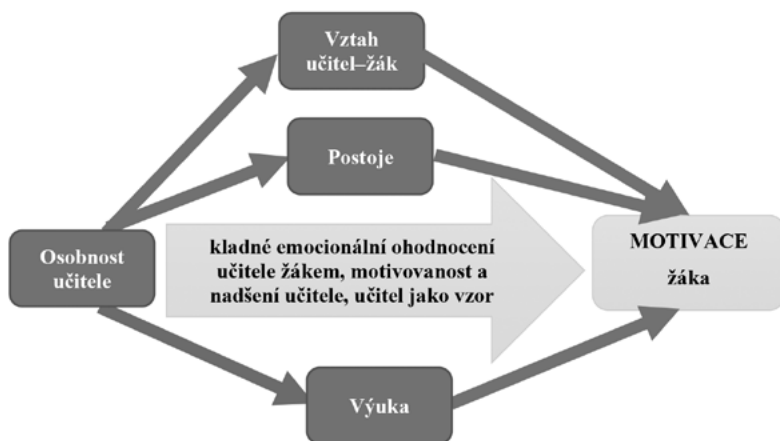 Vztah
učitel–žák
Postoje
Osobnost
učitele
kladné emocionální ohodnocení
učitele žákem, motivovanost a
nadšení učitele, učitel jako vzor
MOTIVACE
žáka
Výuka